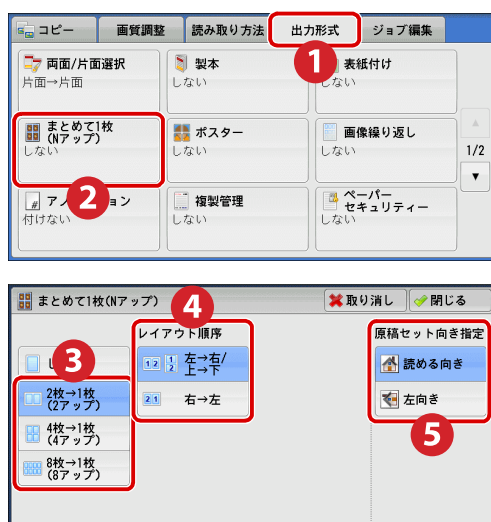 コピー 画質調整 読み取り方法 出力形式 ジョブ編集
1
両面/片面選択 製本 表紙付け
片面→片面 しない しない
まとめて1枚
(Nアップ) ポスター 画像繰り返し
しない しない しない
1/2
2
ション 複製管理 ペーパー
セキュリティー
付けない しない しない
まとめて1枚(Nアップ) 取り消し 閉じる
4
レイアウト順序 原稿セット向き指定
3
左→右/
上→下 読める向き
2枚→1枚
(2アップ) 右→左 左向き
4枚→1枚
(4アップ)
5
8枚→1枚
(8アップ)